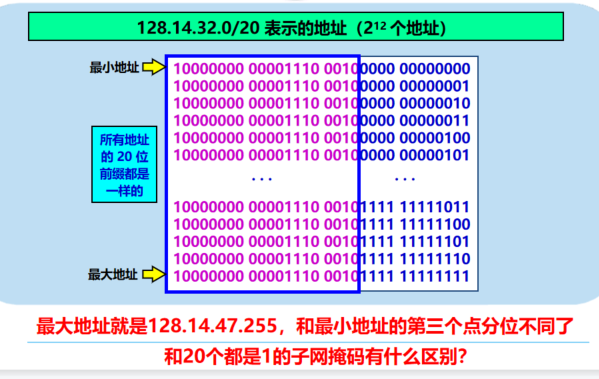 128.14.32.0/20 表示的地址（2¹² 个地址）
最小地址 10000000 00001110 00100000 00000000
10000000 00001110 00100000 00000001
10000000 00001110 00100000 00000010
10000000 00001110 00100000 00000011
10000000 00001110 00100000 00000100
10000000 00001110 00100000 00000101
所有地址
的 20 位
前缀都是
一样的
... ...
10000000 00001110 00101111 11111011
10000000 00001110 00101111 11111100
10000000 00001110 00101111 11111101
10000000 00001110 00101111 11111110
最大地址 10000000 00001110 00101111 11111111
最大地址就是128.14.47.255，和最小地址的第三个点分位不同了
和20个都是1的子网掩码有什么区别？